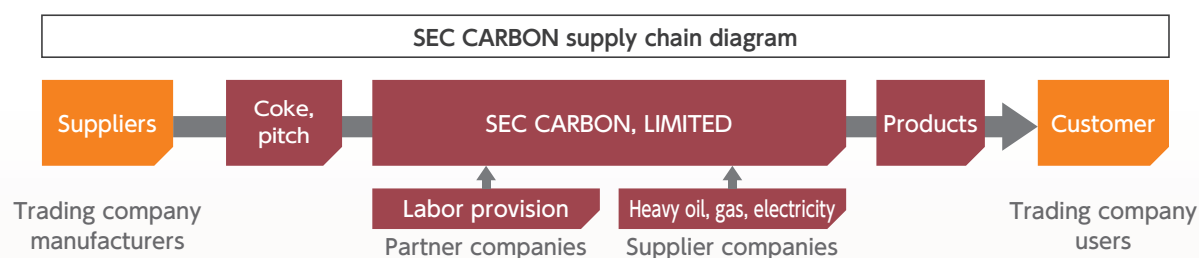 SEC CARBON supply chain diagram
Suppliers
Coke,
pitch
SEC CARBON, LIMITED
Products
Customer
Labor provision
Heavy oil, gas, electricity
Trading company
manufacturers
Partner companies
Supplier companies
Trading company
users